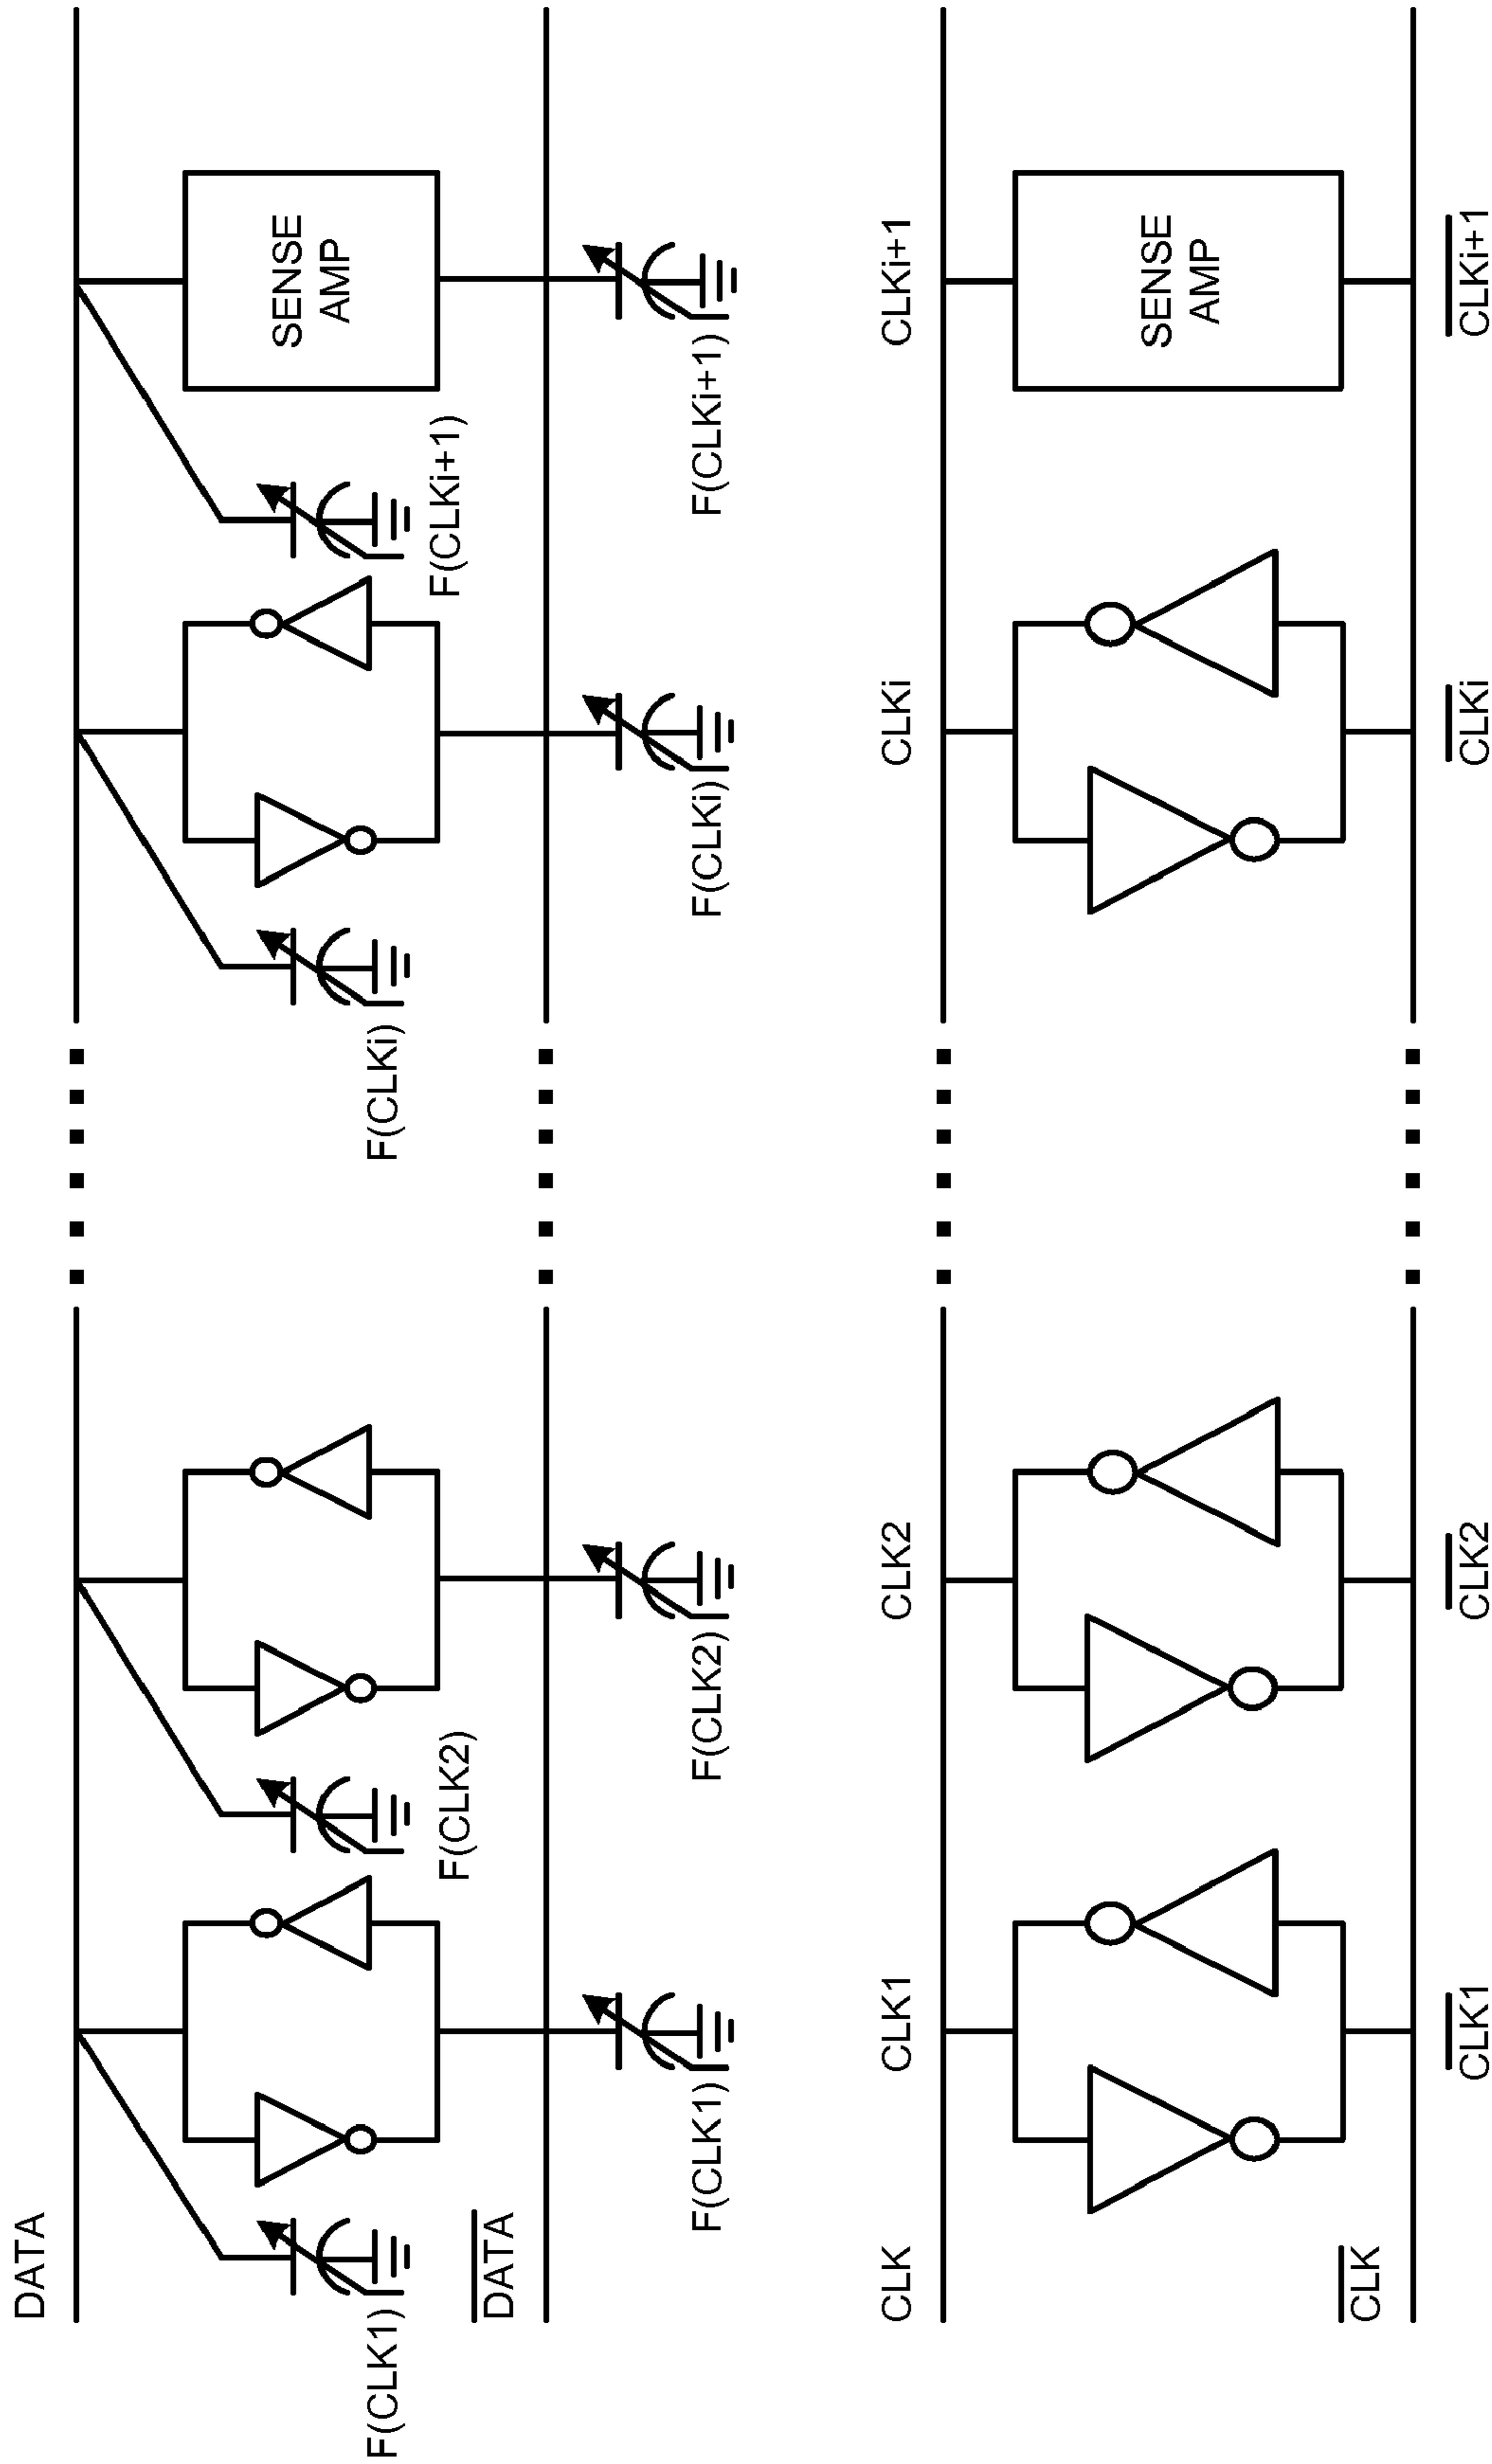 DATA
SENSE
AMP
F(CLK1)
F(CLKi)
F(CLK2)
F(CLKi+1)
DATA
F(CLK1)
F(CLK2)
F(CLKi)
F(CLKi+1)
CLK
CLK1
CLK2
CLKi
CLKi+1
SENSE
AMP
CLK
CLK1
CLK2
CLKi
CLKi+1